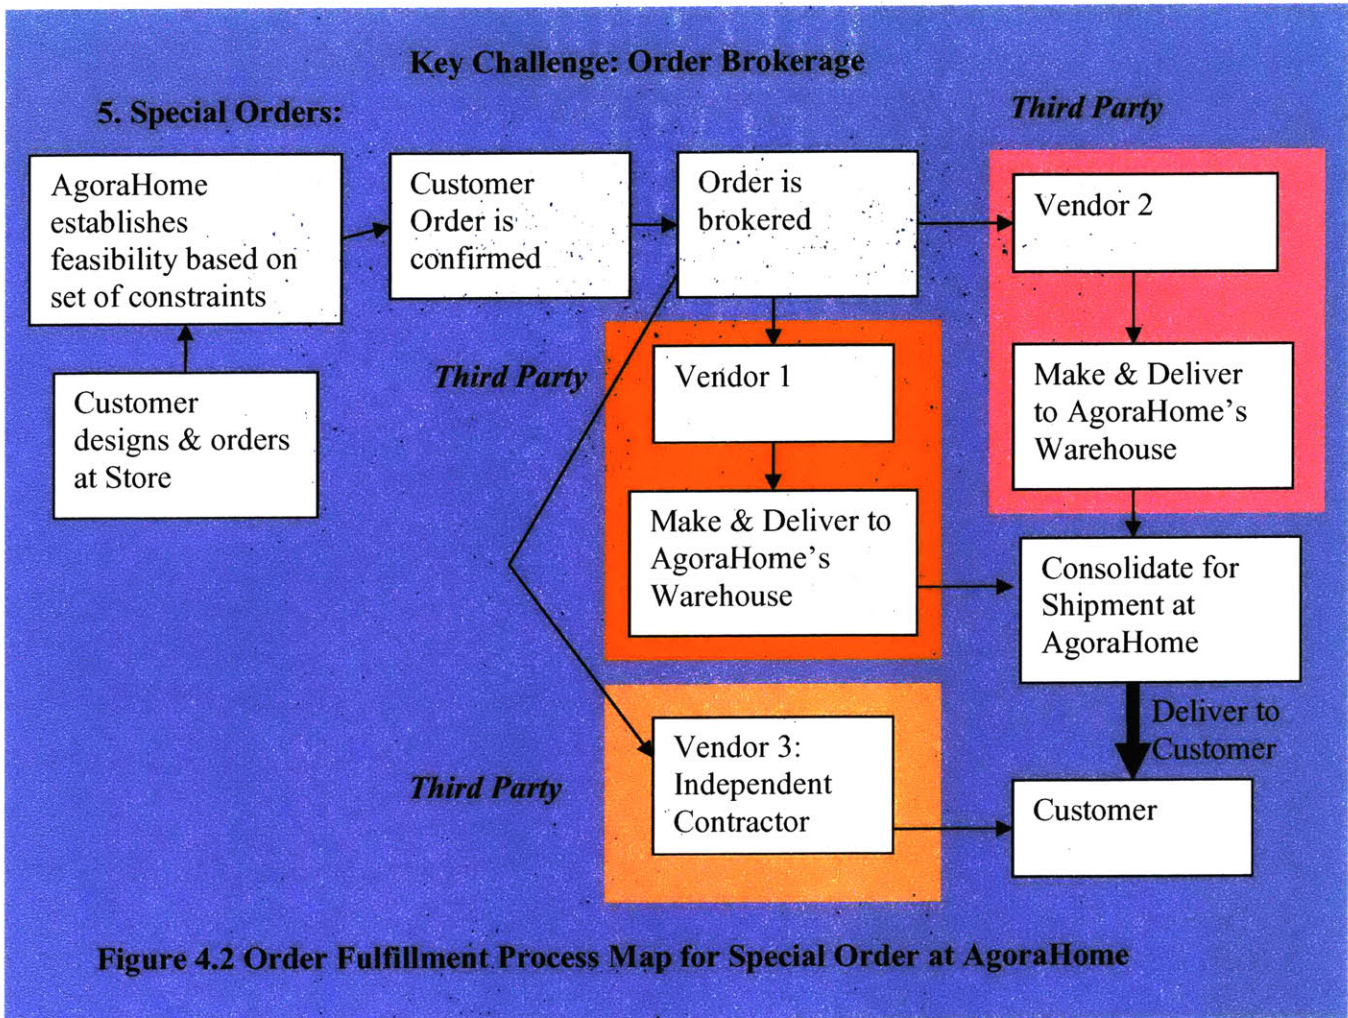 Key Challenge: Order Brokerage
5. Special Orders:
Third Party
AgoraHome
establishes
feasibility based on
set of constraints
Customer
Order is
confirmed
Order is
brokered
Vendor 2
Third Party
Vendor 1
Customer
designs & orders
at Store
Make & Deliver
to AgoraHome's
Warehouse
Make & Deliver to
AgoraHome's
Warehouse
Consolidate for
Shipment at
AgoraHome
Deliver to
Customer
Third Party
Vendor 3:
Independent
Contractor
Customer
Figure 4.2 Order Fulfillment Process Map for Special Order at AgoraHome